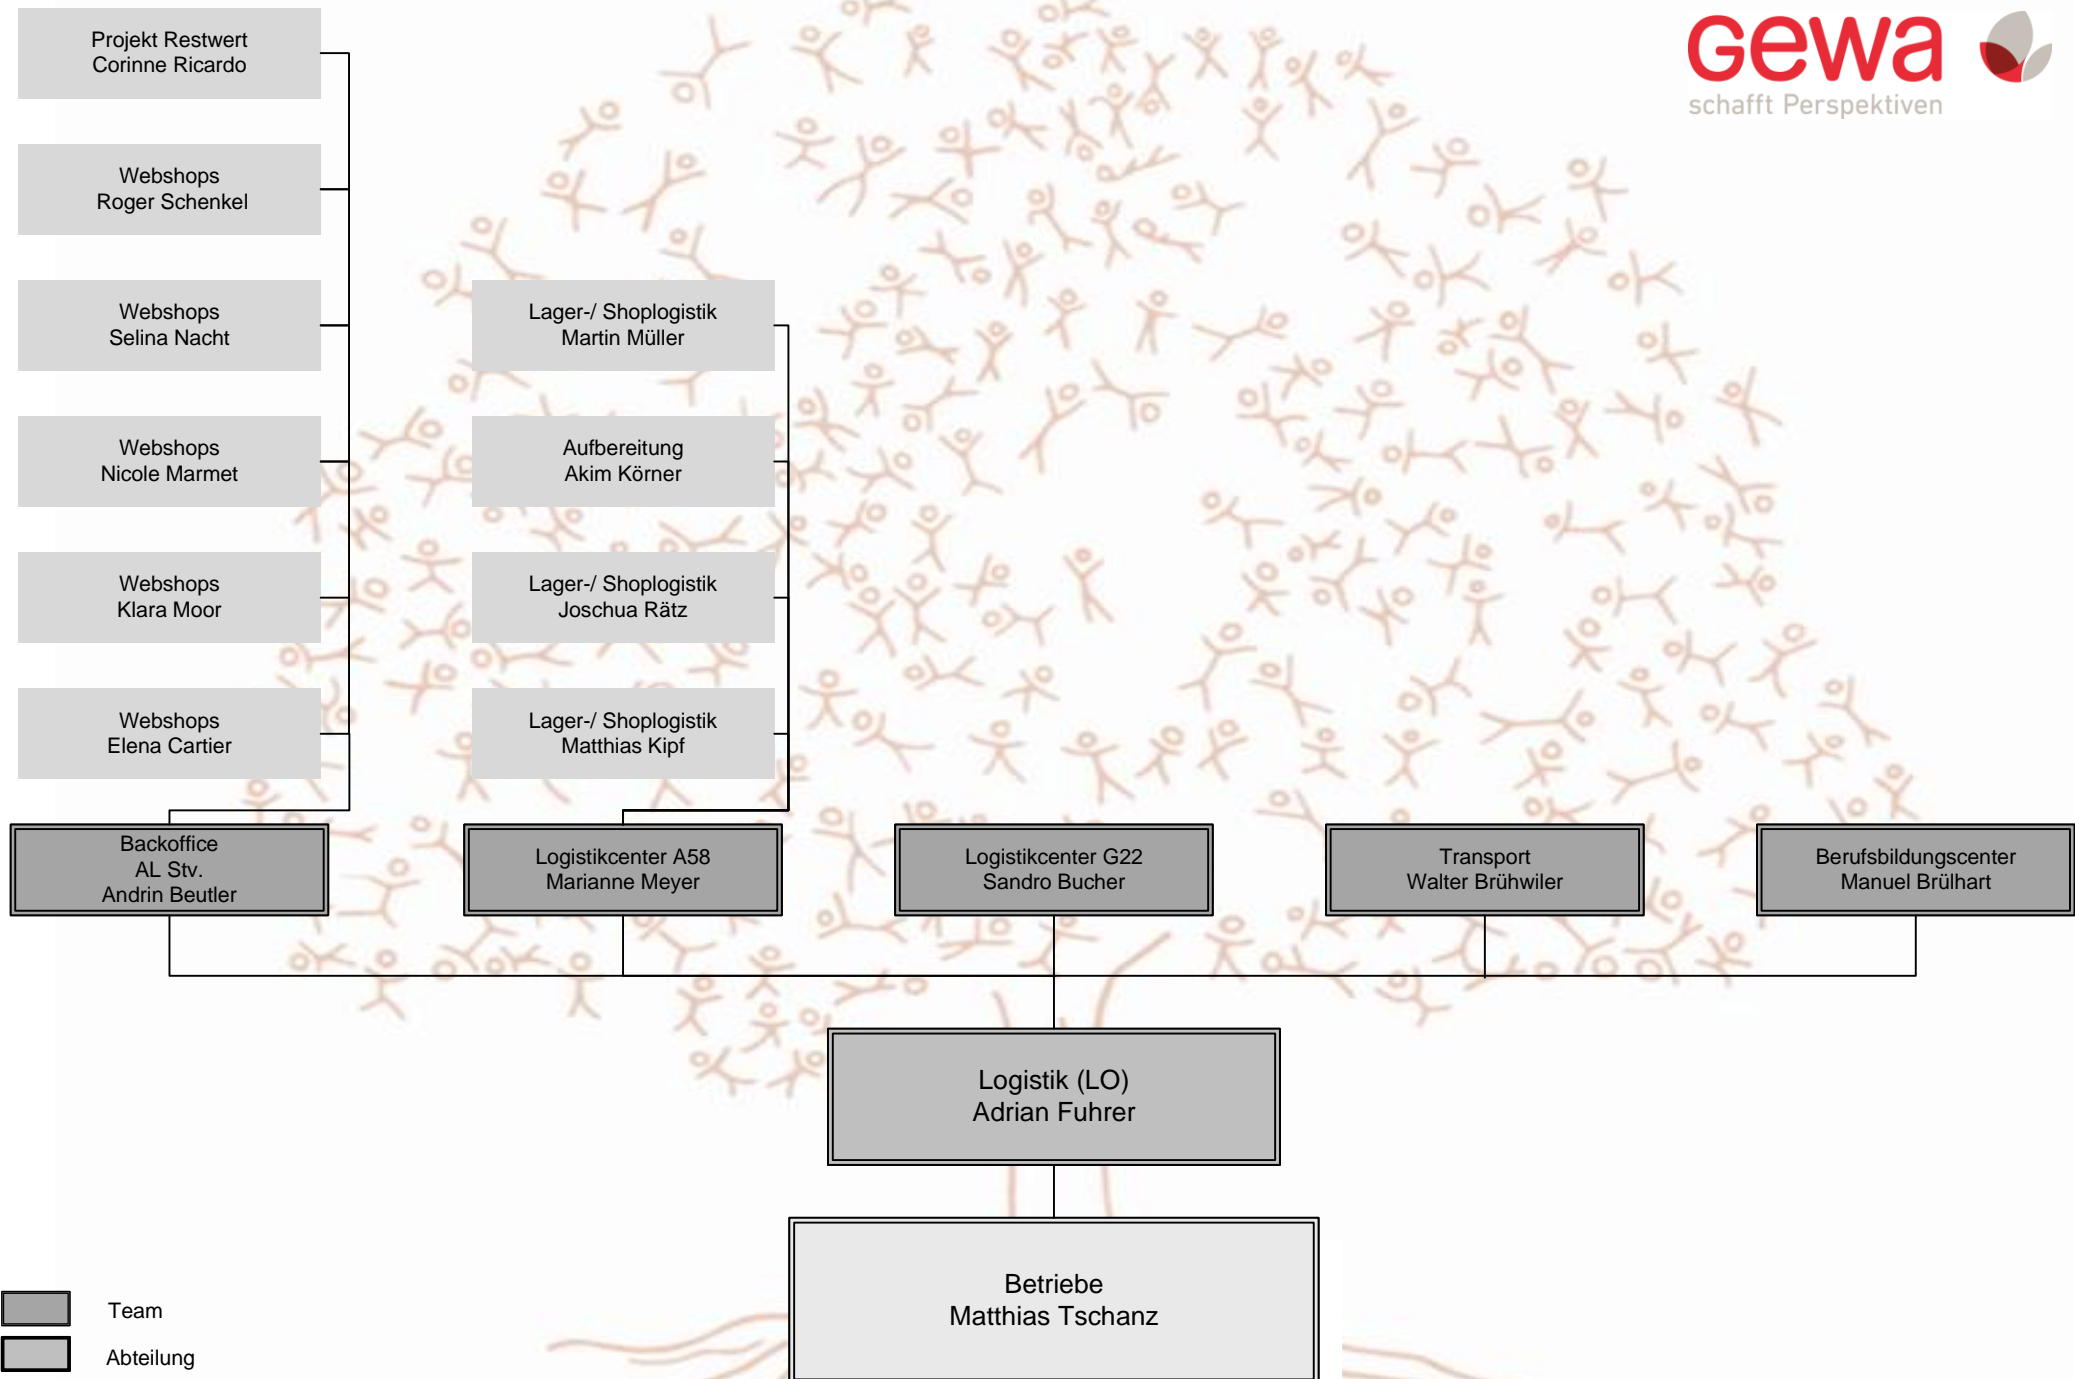 Projekt Restwert
Corinne Ricardo
Gewa
schafft Perspektiven
Webshops
Roger Schenkel
Webshops
Selina Nacht
Lager-/ Shoplogistik
Martin Müller
Webshops
Nicole Marmet
Aufbereitung
Akim Körner
Webshops
Klara Moor
Lager-/ Shoplogistik
Joschua Rätz
Webshops
Elena Cartier
Lager-/ Shoplogistik
Matthias Kipf
Backoffice
AL Stv.
Andrin Beutler
Logistikcenter A58
Marianne Meyer
Logistikcenter G22
Sandro Bucher
Transport
Walter Brühwiler
Berufsbildungscenter
Manuel Brülhart
Logistik (LO)
Adrian Fuhrer
Betriebe
Matthias Tschanz
Team
Abteilung